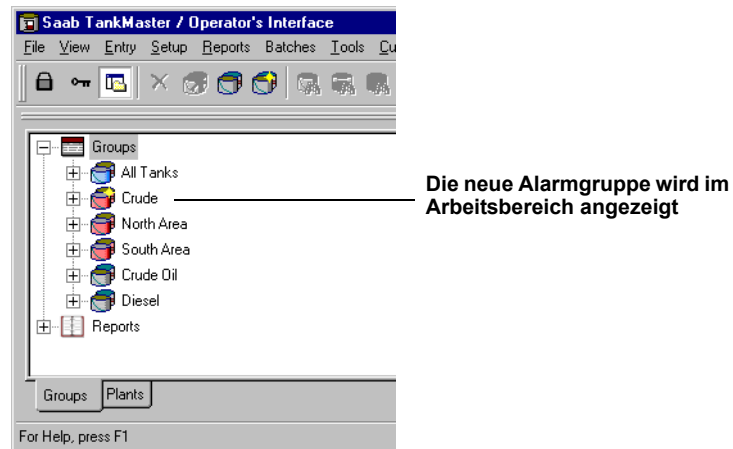 Saab TankMaster / Operator's Interface
File View Entry Setup Reports Batches Tools Cu
Groups
All Tanks
Crude
North Area
South Area
Crude Oil
Diesel
Reports
Die neue Alarmgruppe wird im
Arbeitsbereich angezeigt
Groups Plants
For Help, press F1